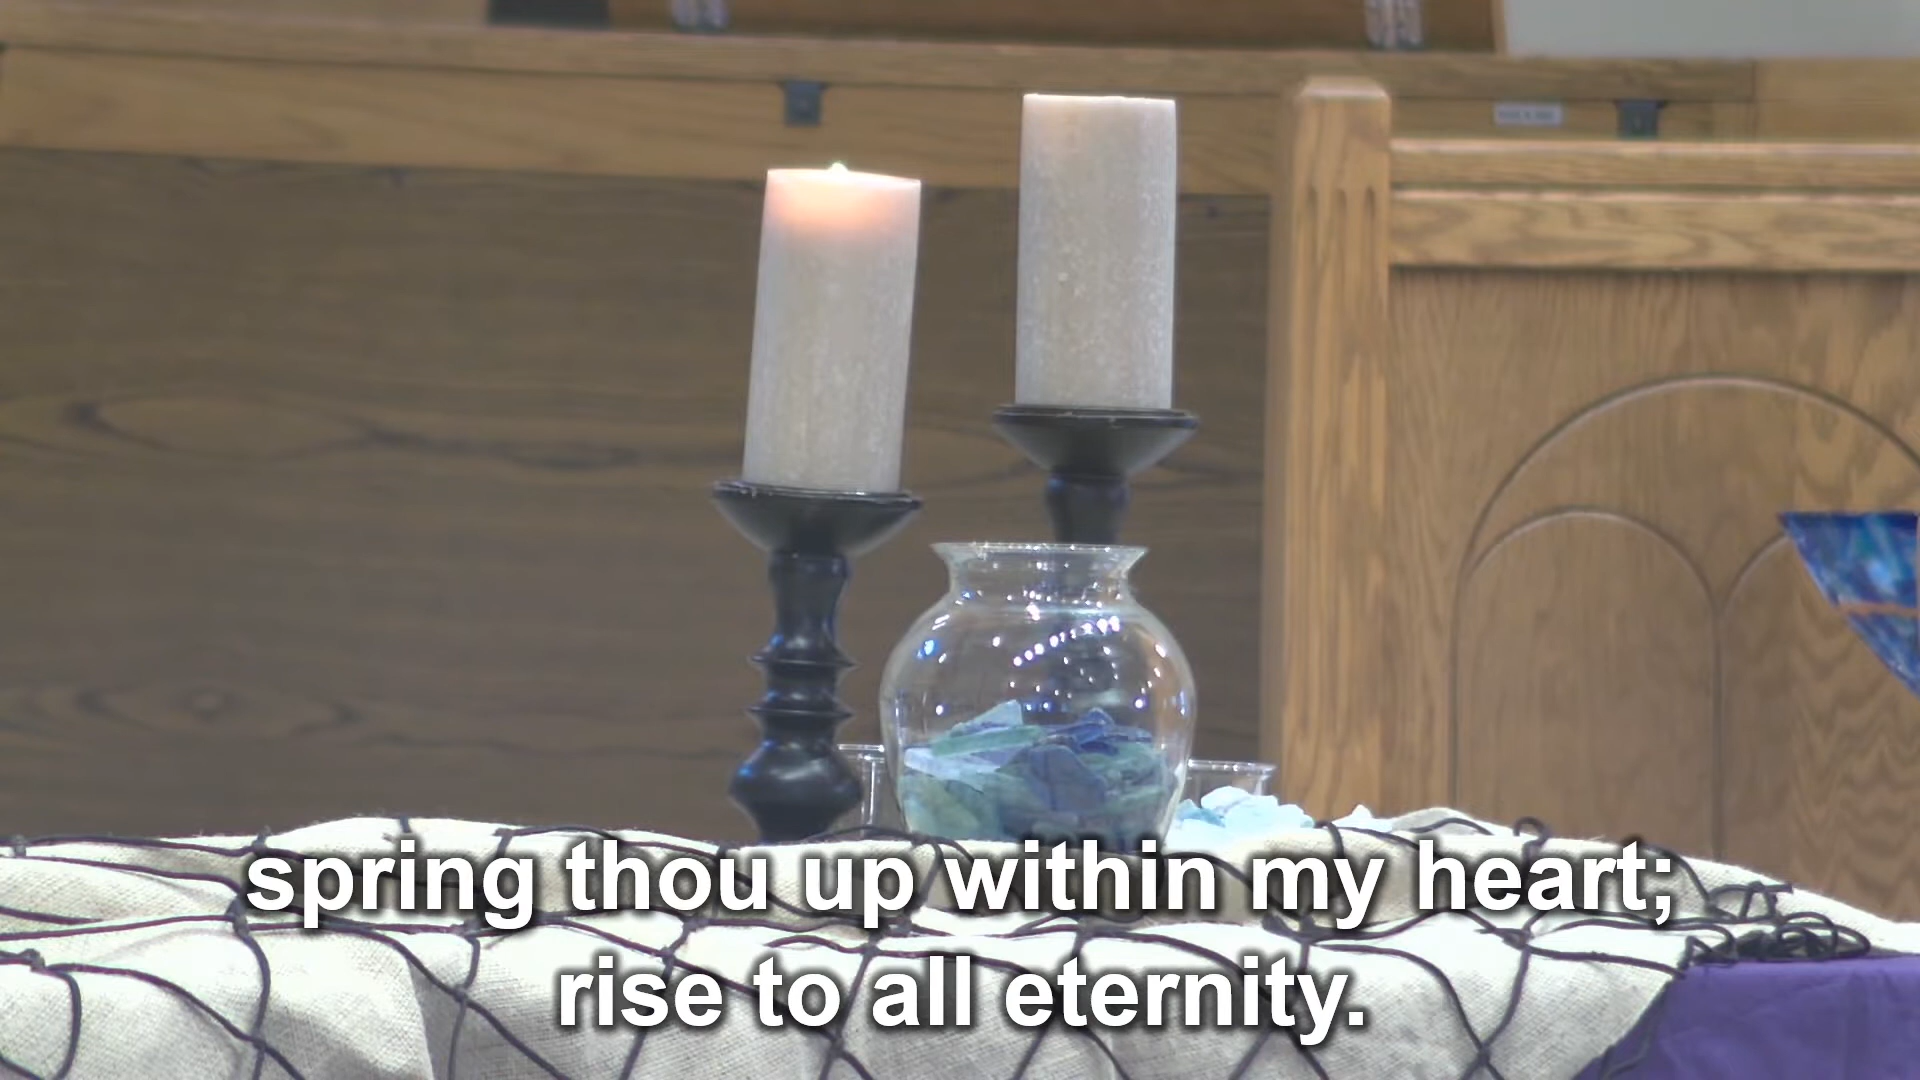 spring thou up within my heart;
rise to all eternity.